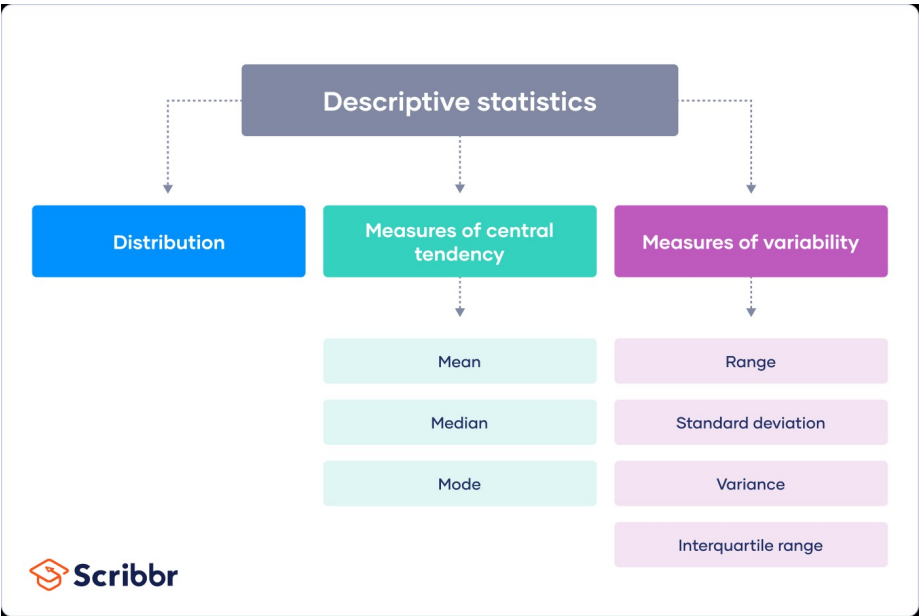 Descriptive statistics
Distribution
Measures of central
tendency
Measures of variability
Mean
Median
Mode
Range
Standard deviation
Variance
Interquartile range
Scribbr